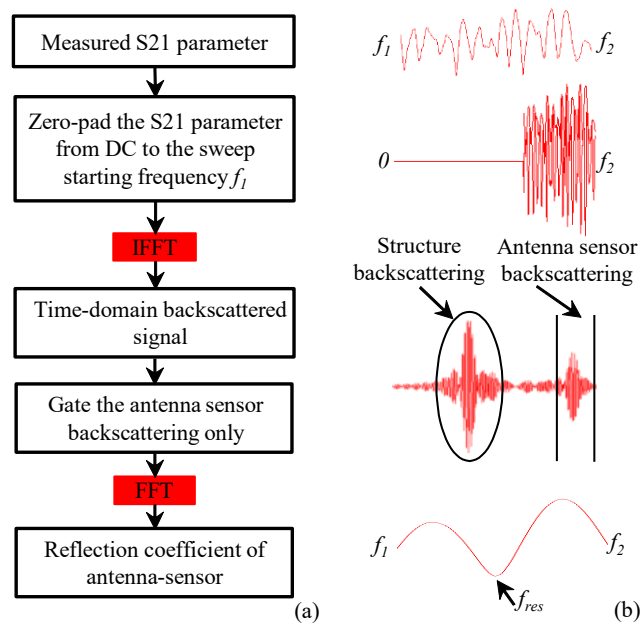 Measured S21 parameter
Zero-pad the S21 parameter
from DC to the sweep
starting frequency f1
IFFT
Time-domain backscattered
signal
Gate the antenna sensor
backscattering only
FFT
Reflection coefficient of
antenna-sensor
(a)
f1
f2
0
f2
Structure
backscattering
Antenna sensor
backscattering
f1
f2
fres
(b)